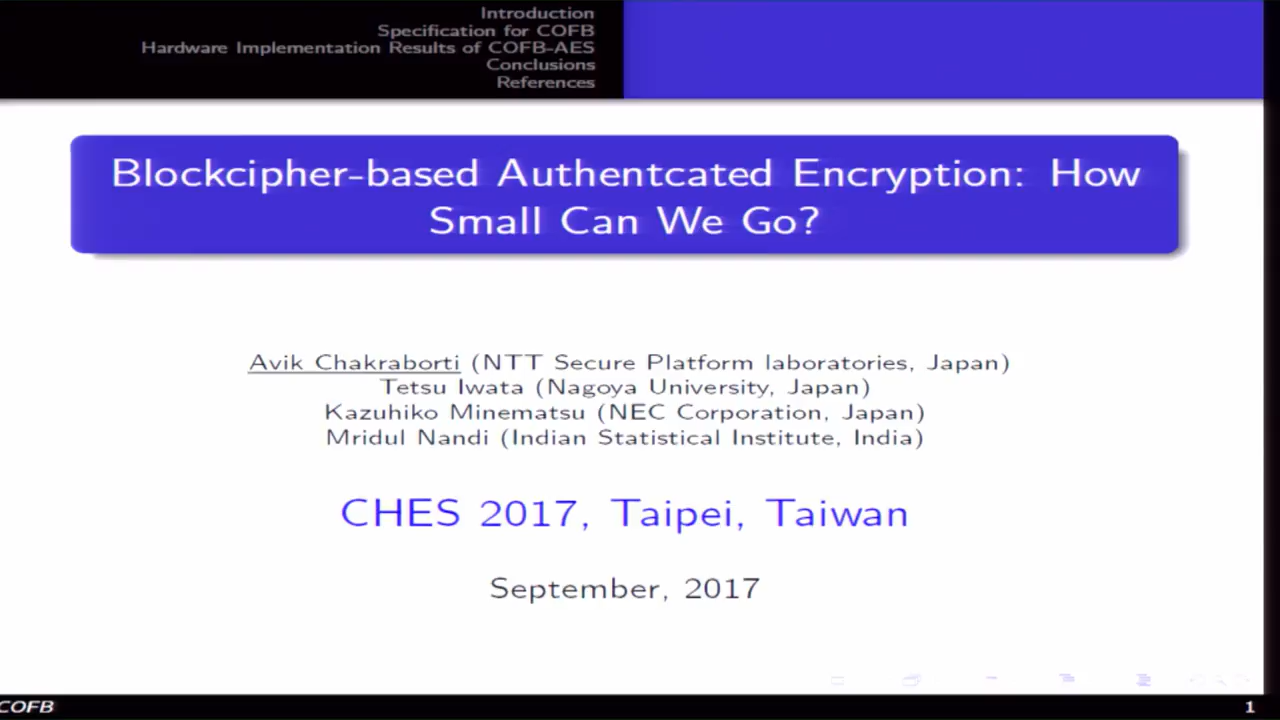 Introduction
Specification for COFB
Hardware Implementation Results of COFB-AES
Conclusions
References
Blockcipher-based Authentcated Encryption: How
Small Can We Go?
Avik Chakraborti (NTT Secure Platform laboratories, Japan)
Tetsu Iwata (Nagoya University, Japan)
Kazuhiko Minematsu (NEC Corporation, Japan)
Mridul Nandi (Indian Statistical Institute, India)
CHES 2017, Taipei, Taiwan
September, 2017
COFB
1